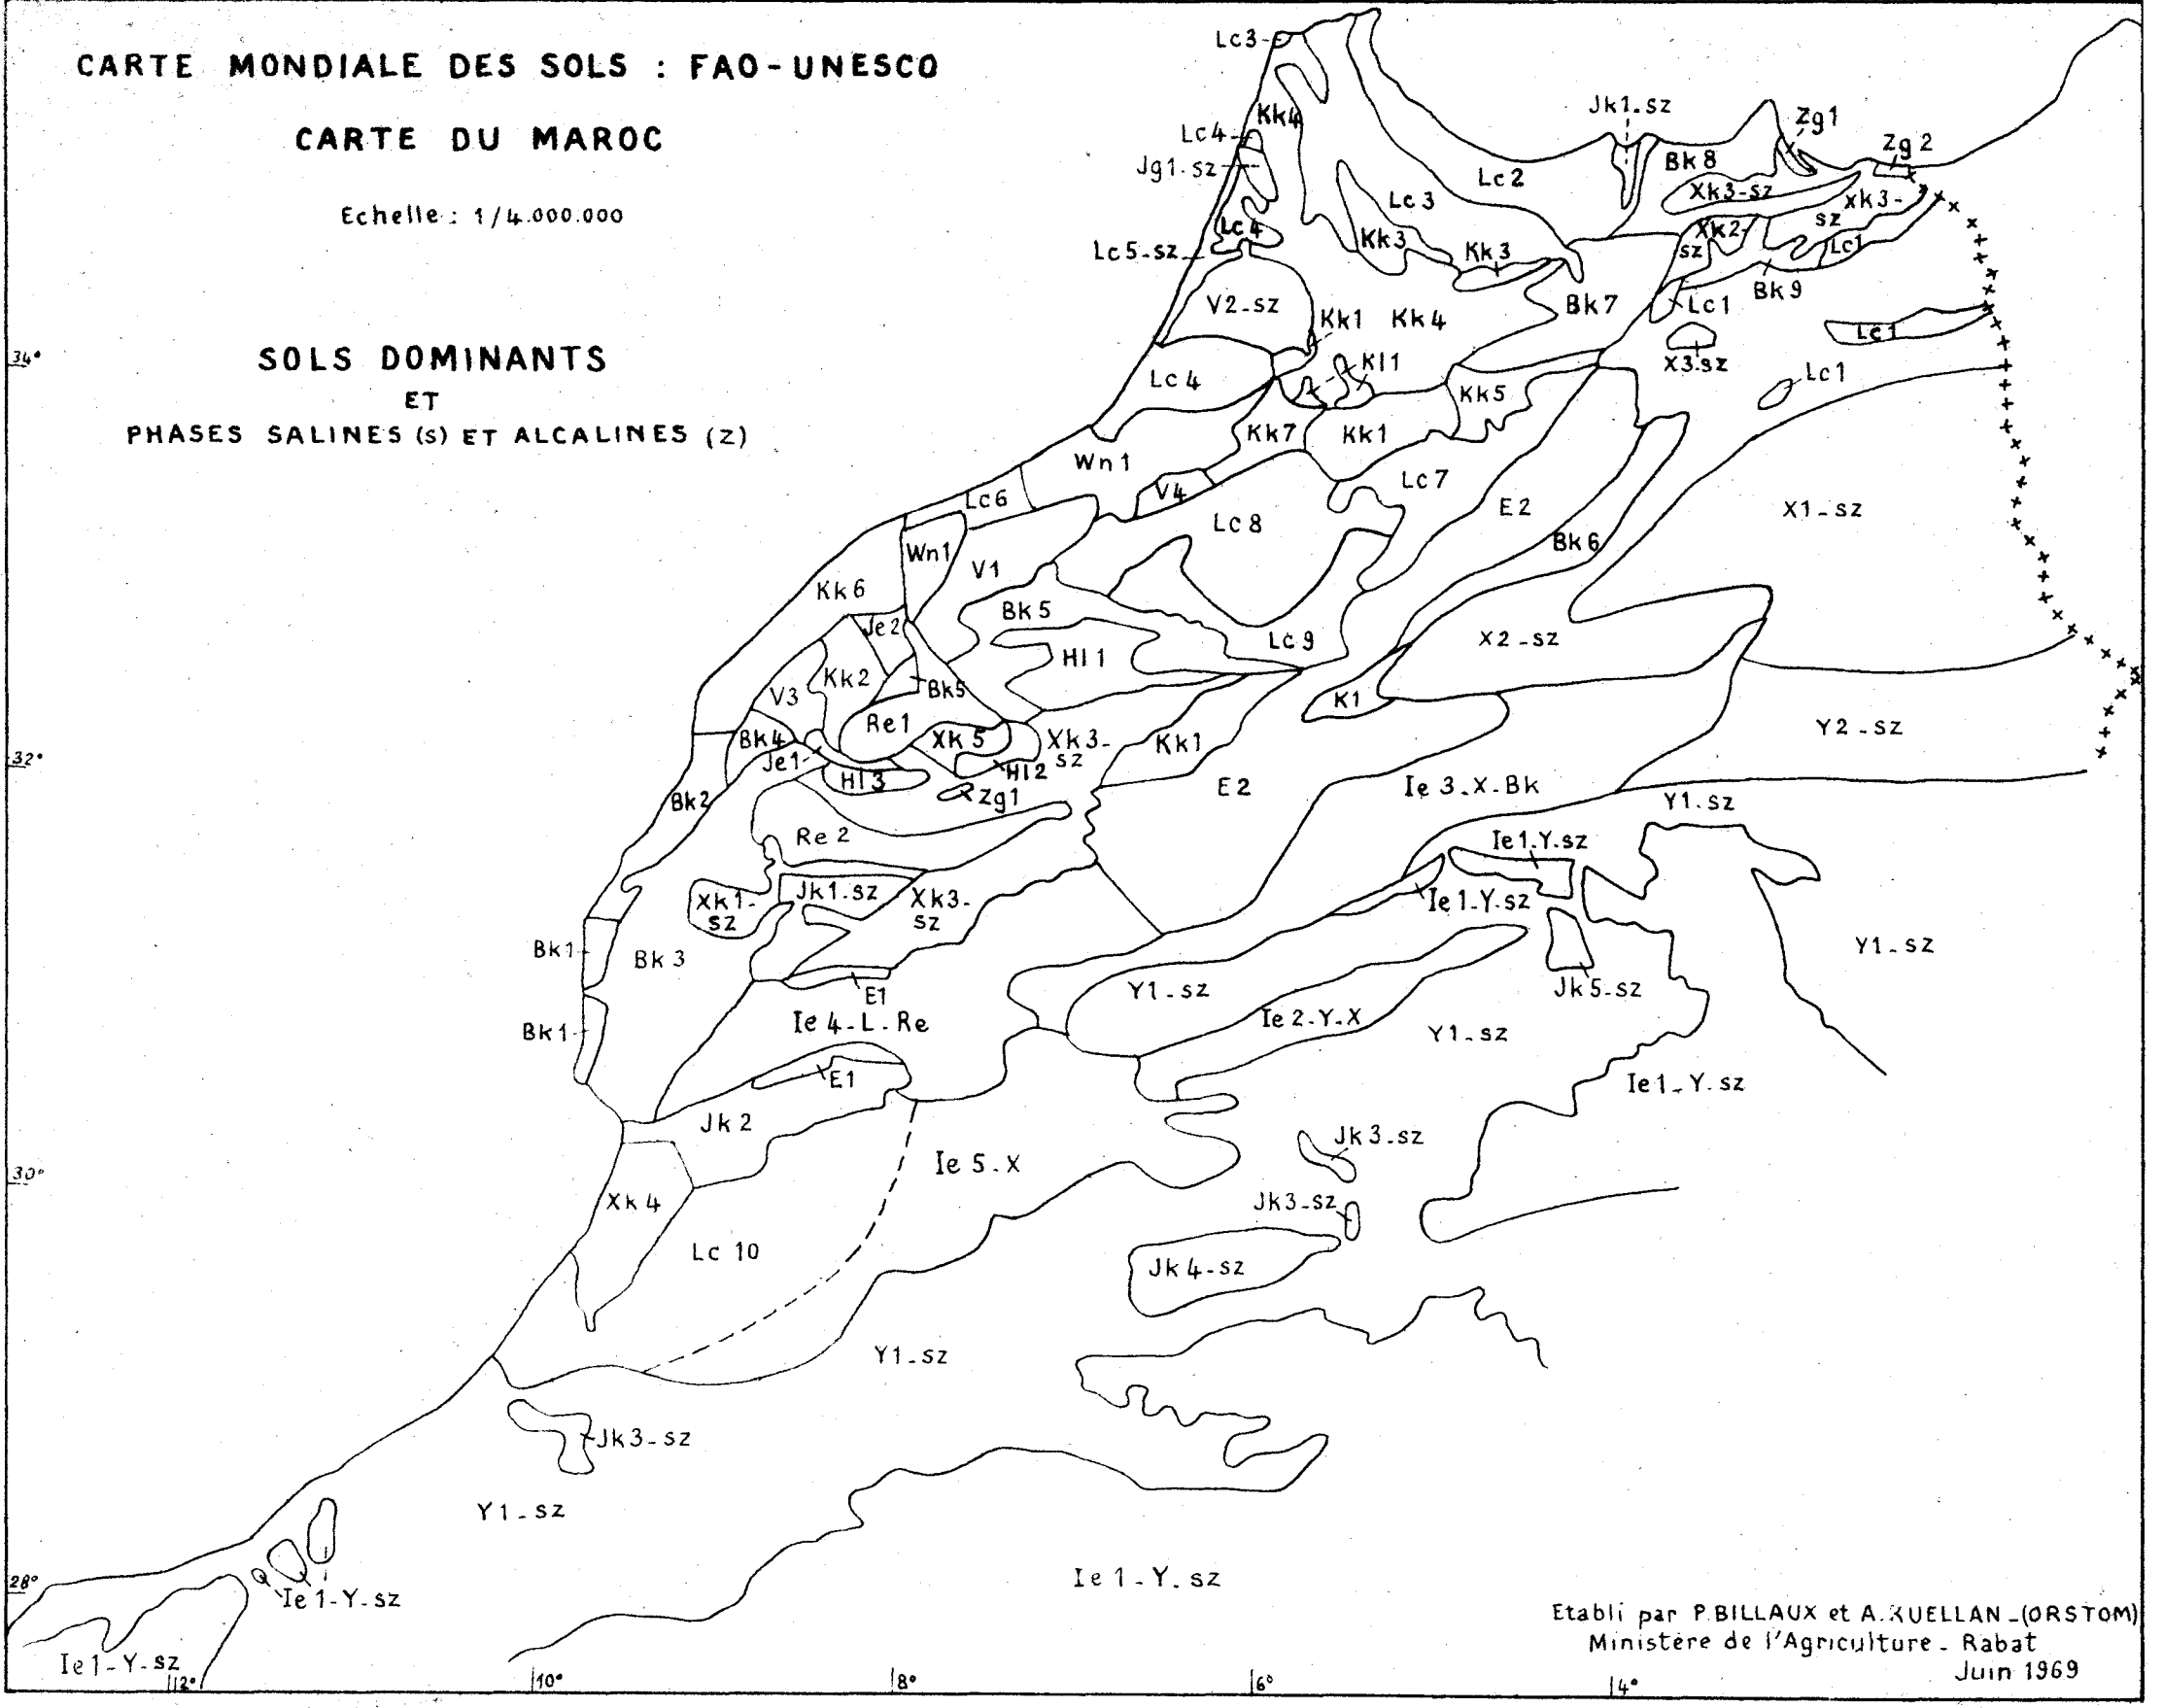 CARTE MONDIALE DES SOLS : FAO-UNESCO
CARTE DU MAROC
Echelle : 1/4.000.000
SOLS DOMINANTS
ET
PHASES SALINES (S) ET ALCALINES (Z)
Lc3
Kk4
Lc4
Jg1.sz
Lc4
Lc5-sz
Jk1.sz
Zg1
Zg2
Bk8
Lc2
Xk3-sz
xk3-
sz
Lc3
Xk2-
sz
Lc1
Kk3
Kk3
Bk9
V2-sz
Kk1
Kk4
Bk7
Lc1
Lc1
X3.sz
34°
Lc4
Kl1
Kk5
Lc1
Kk7
Kk1
Wn1
Lc7
V4
Lc6
Lc8
E2
X1-sz
Wn1
V1
Bk6
Kk6
Bk5
Je2
Lc9
X2-sz
Hl1
Kk2
Bk5
V3
K1
Re1
Y2-sz
Bk4
Xk5
Xk3-
sz
Kk1
32°
Je1
Hl3
Hl2
Zg1
E2
Ie3-X-Bk
Bk2
Y1.sz
Re2
Ie1.Y.sz
Xk1-
sz
Jk1.sz
Xk3-
sz
Ie1-Y.sz
Bk1
Bk3
Y1-sz
Y1-sz
Jk5-sz
E1
Ie4-L-Re
Ie2-Y-X
Bk1
Y1-sz
E1
Ie1-Y.sz
Jk2
Jk3-sz
Ie5-X
30°
Xk4
Jk3-sz
Lc10
Jk4-sz
Y1-sz
Jk3-sz
Y1-sz
Ie1-Y.sz
28°
Ie1-Y-sz
Ie1-Y-sz
12°
10°
8°
6°
4°
Etabli par P.BILLAUX et A. -(ORSTOM)
Ministère de l'Agriculture - Rabat
Juin 1969